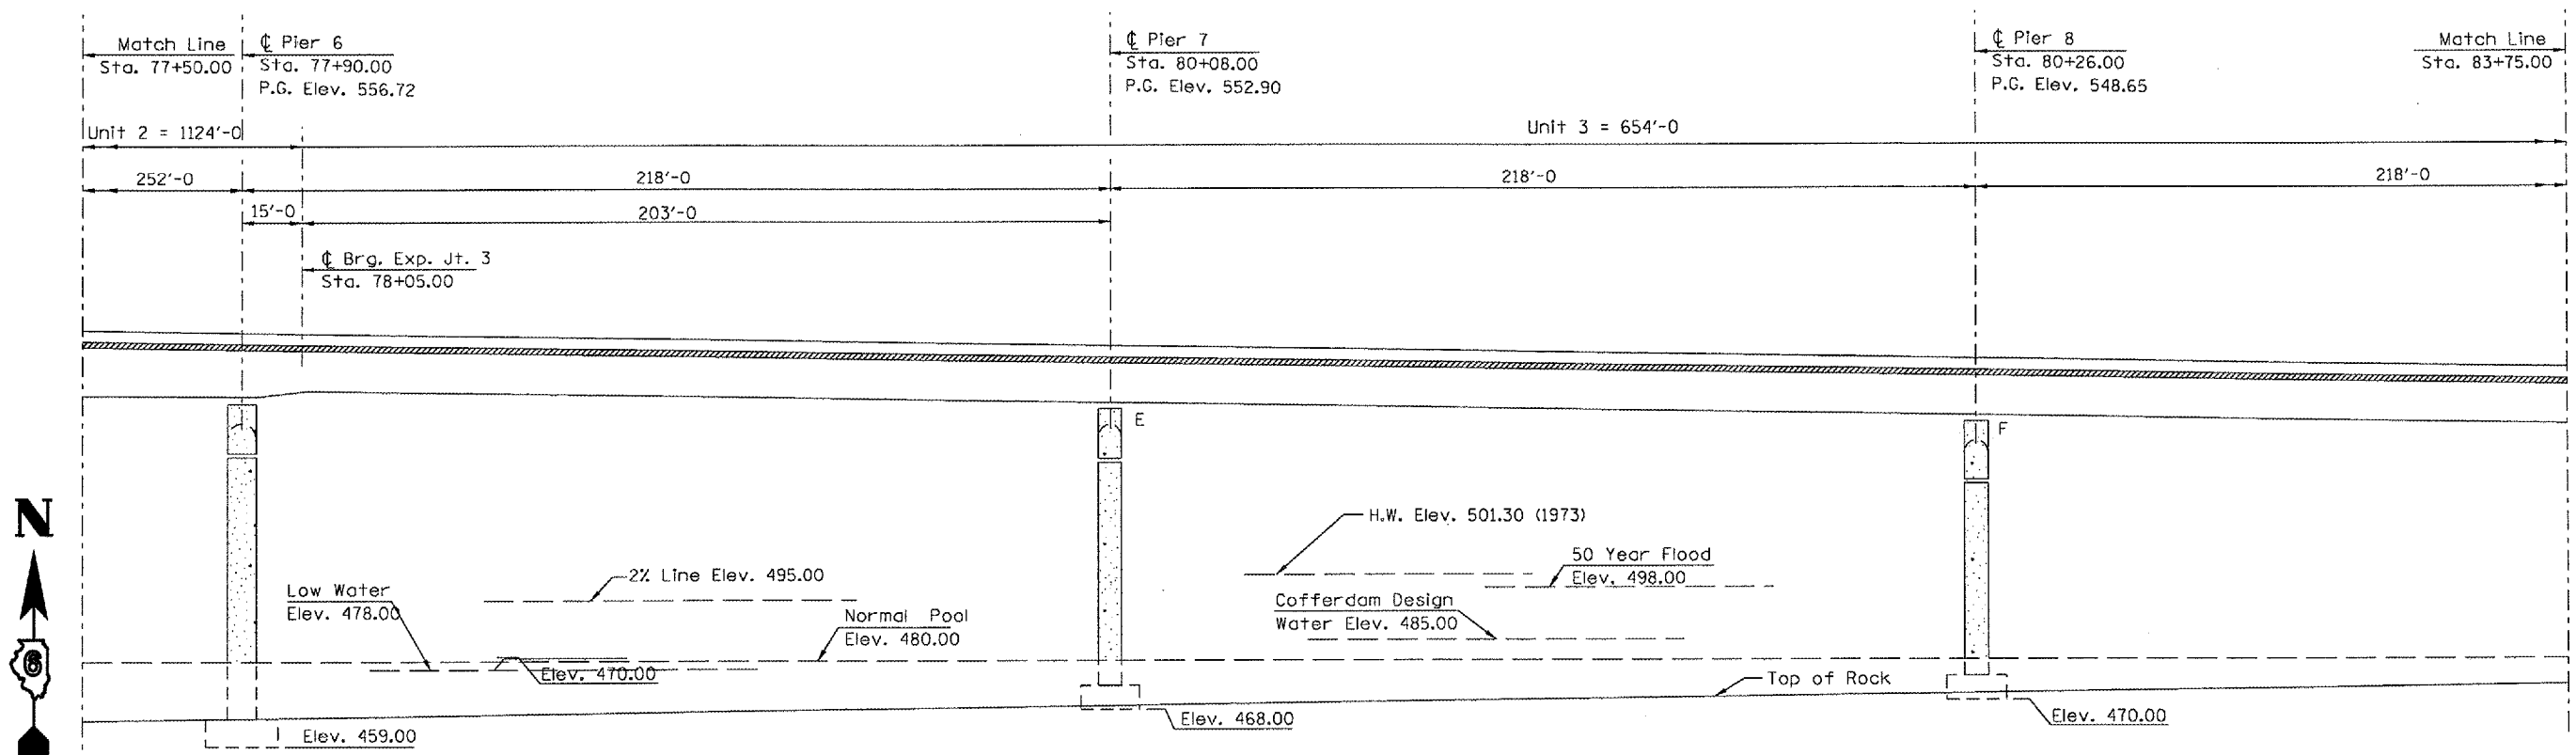 Match Line
Sta. 77+50.00
℄ Pier 6
Sta. 77+90.00
P.G. Elev. 556.72
℄ Pier 7
Sta. 80+08.00
P.G. Elev. 552.90
℄ Pier 8
Sta. 80+26.00
P.G. Elev. 548.65
Match Line
Sta. 83+75.00
Unit 2 = 1124'-0
Unit 3 = 654'-0
252'-0
218'-0
218'-0
218'-0
15'-0
203'-0
℄ Brg. Exp. Jt. 3
Sta. 78+05.00
E
F
N
6
H.W. Elev. 501.30 (1973)
50 Year Flood
Elev. 498.00
2% Line Elev. 495.00
Low Water
Elev. 478.00
Normal Pool
Elev. 480.00
Cofferdam Design
Water Elev. 485.00
Elev. 470.00
Top of Rock
Elev. 459.00
Elev. 468.00
Elev. 470.00